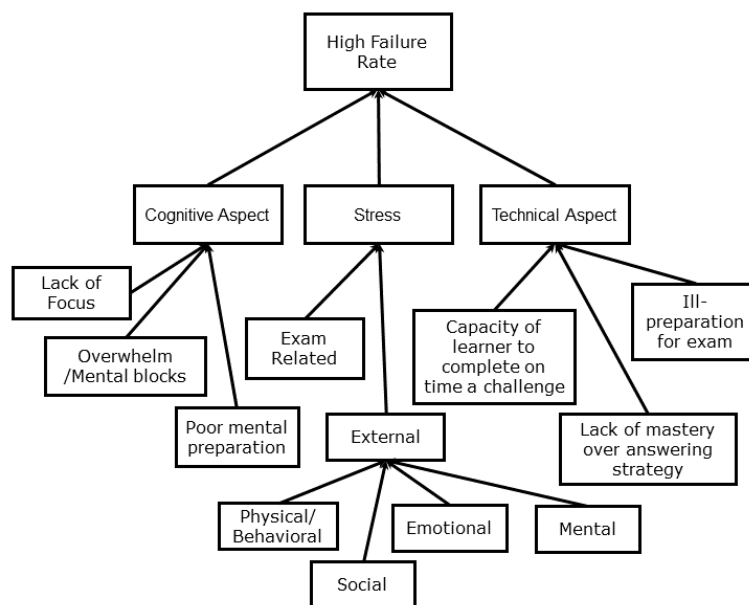 High Failure
Rate
Cognitive Aspect
Stress
Technical Aspect
Lack of
Focus
Ill-
preparation
for exam
Exam
Related
Capacity of
learner to
complete on
time a challenge
Overwhelm
/Mental blocks
Poor mental
preparation
External
Lack of mastery
over answering
strategy
Physical/
Behavioral
Emotional
Mental
Social